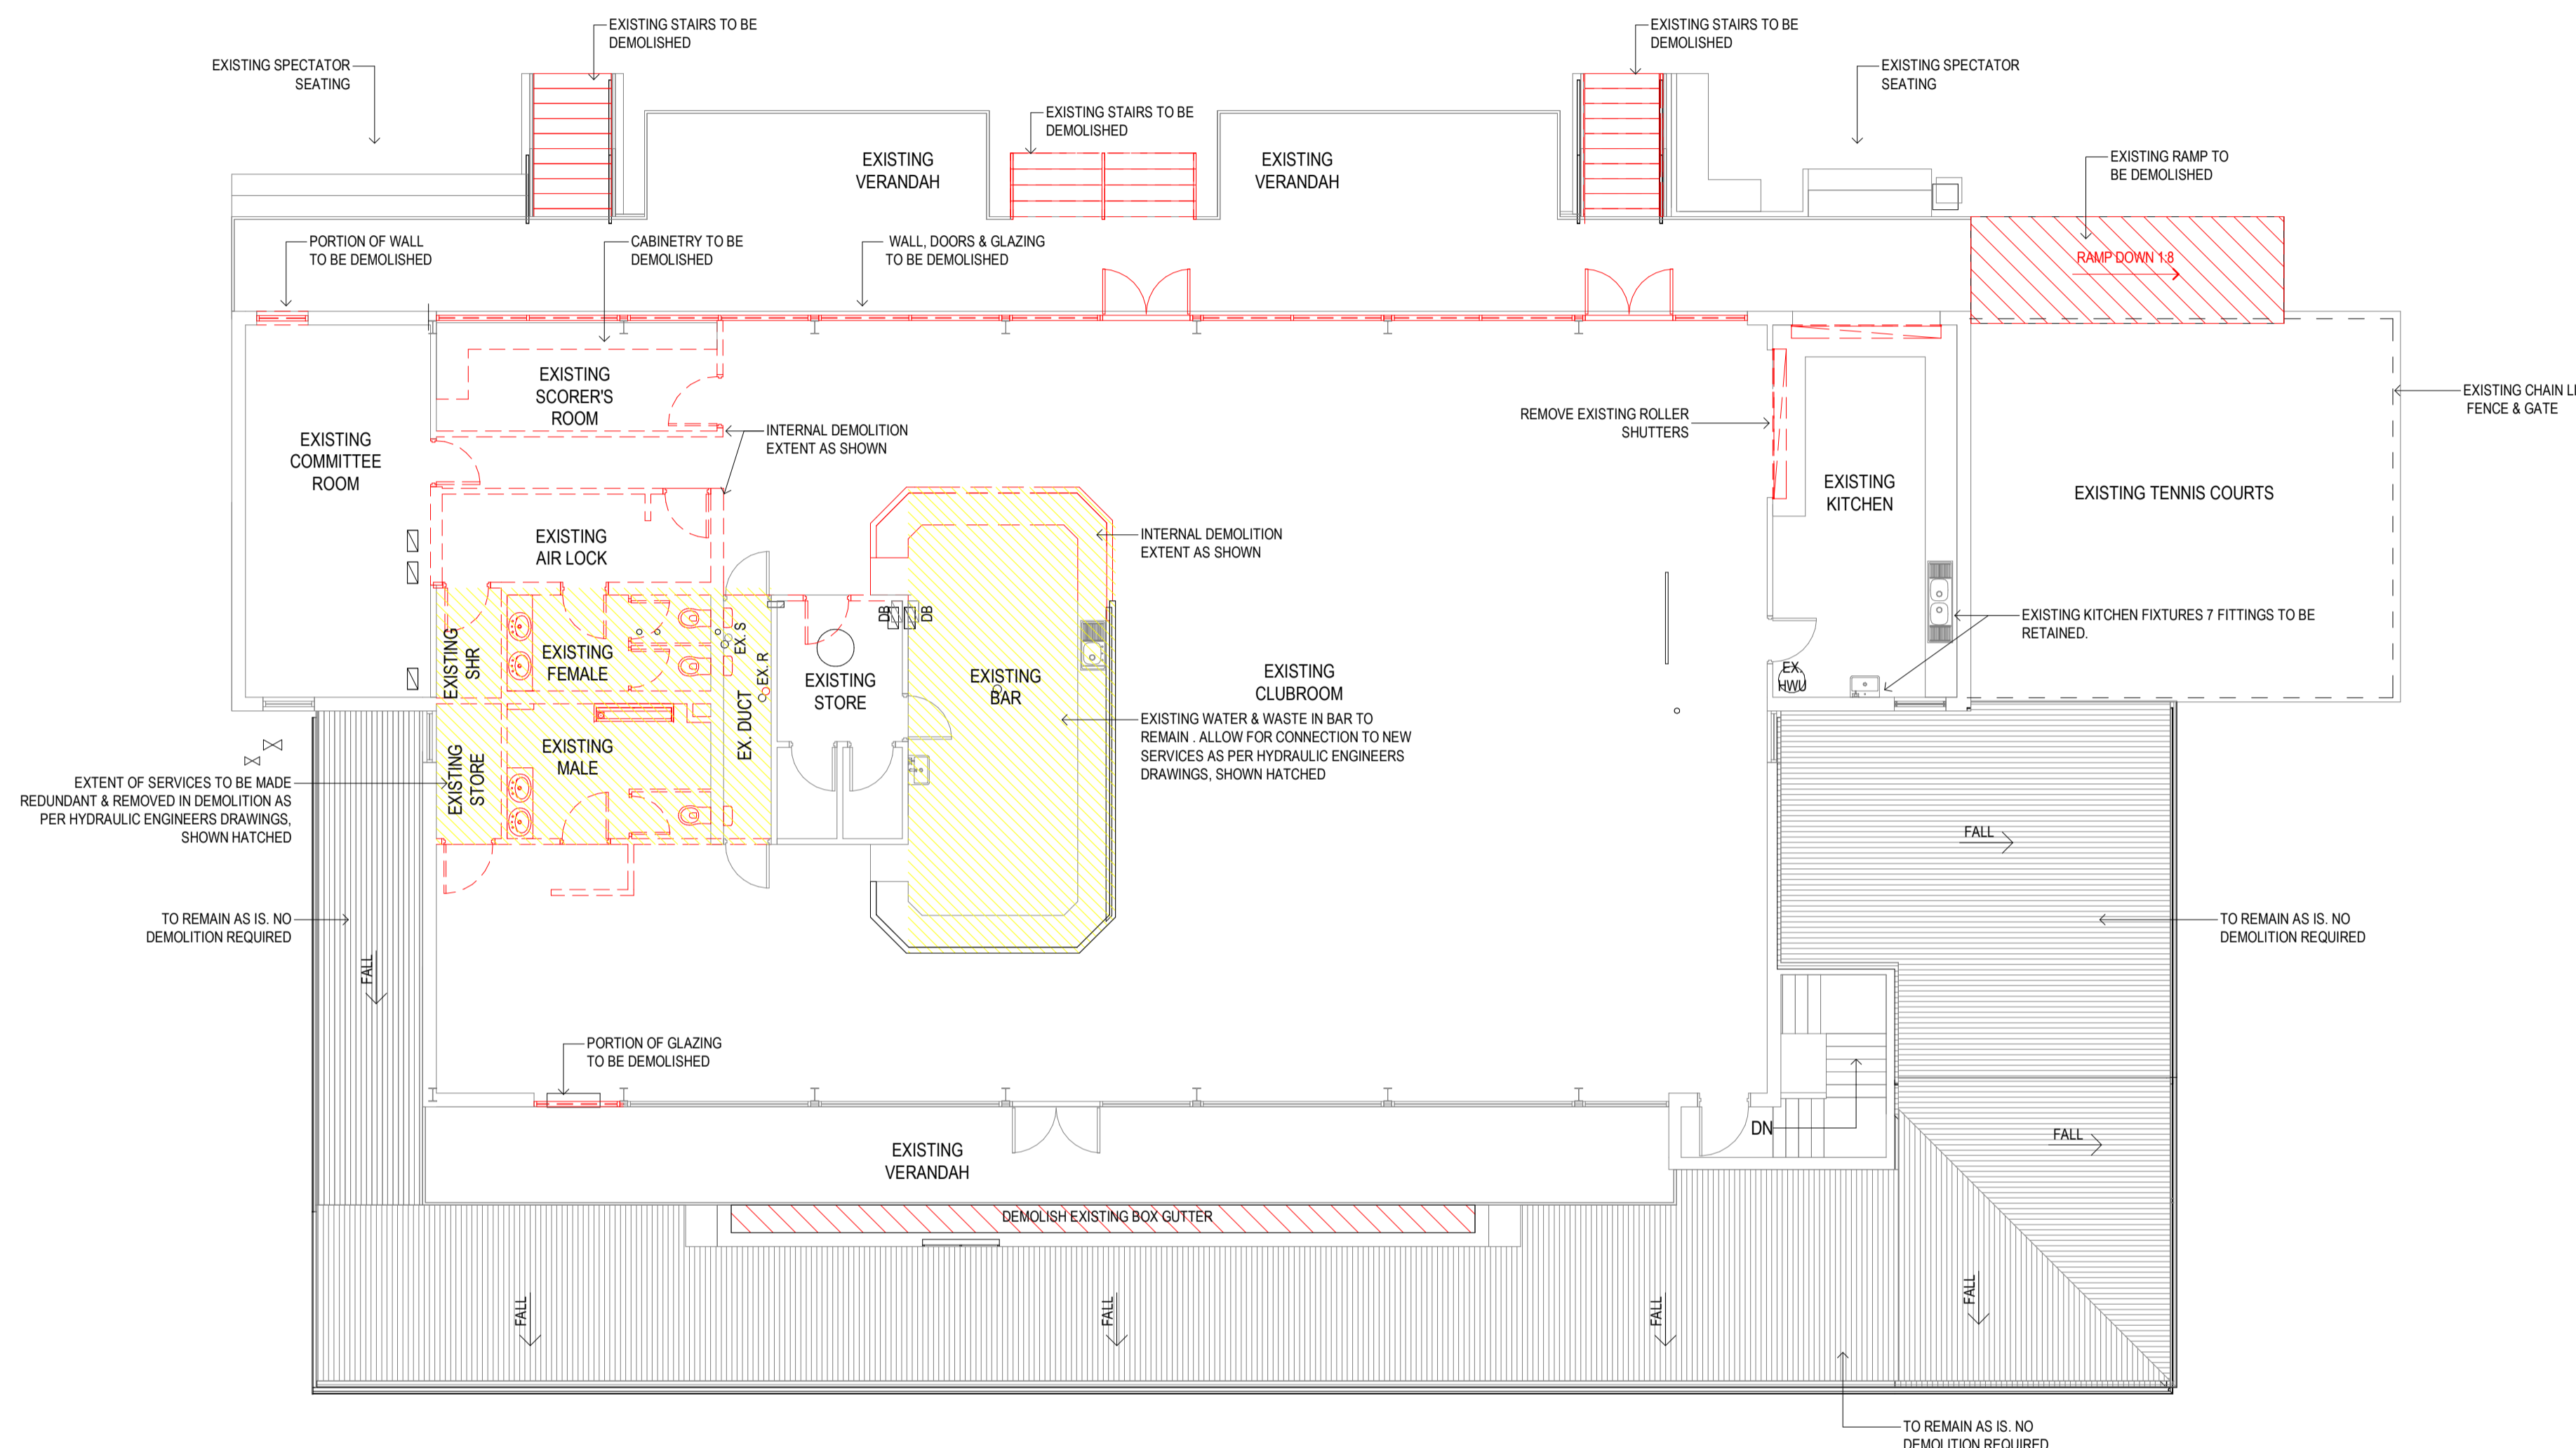 EXISTING STAIRS TO BE
DEMOLISHED
EXISTING STAIRS TO BE
DEMOLISHED
EXISTING SPECTATOR
SEATING
EXISTING SPECTATOR
SEATING
EXISTING STAIRS TO BE
DEMOLISHED
EXISTING
VERANDAH
EXISTING
VERANDAH
EXISTING RAMP TO
BE DEMOLISHED
PORTION OF WALL
TO BE DEMOLISHED
CABINETRY TO BE
DEMOLISHED
WALL, DOORS & GLAZING
TO BE DEMOLISHED
RAMP DOWN 1:8
EXISTING
SCORER'S
ROOM
EXISTING CHAIN LI
FENCE & GATE
REMOVE EXISTING ROLLER
SHUTTERS
INTERNAL DEMOLITION
EXTENT AS SHOWN
EXISTING
COMMITTEE
ROOM
EXISTING
KITCHEN
EXISTING TENNIS COURTS
EXISTING
AIR LOCK
INTERNAL DEMOLITION
EXTENT AS SHOWN
EXISTING
SHR
EXISTING
FEMALE
EX. S
EX. R
EX. DUCT
DB
DB
EXISTING
STORE
EXISTING
BAR
EXISTING
CLUBROOM
EX.
HWU
EXISTING KITCHEN FIXTURES 7 FITTINGS TO BE
RETAINED.
EXISTING WATER & WASTE IN BAR TO
REMAIN . ALLOW FOR CONNECTION TO NEW
SERVICES AS PER HYDRAULIC ENGINEERS
DRAWINGS, SHOWN HATCHED
EXISTING
STORE
EXISTING
MALE
EXTENT OF SERVICES TO BE MADE
REDUNDANT & REMOVED IN DEMOLITION AS
PER HYDRAULIC ENGINEERS DRAWINGS,
SHOWN HATCHED
FALL
TO REMAIN AS IS. NO
DEMOLITION REQUIRED
TO REMAIN AS IS. NO
DEMOLITION REQUIRED
FALL
PORTION OF GLAZING
TO BE DEMOLISHED
DN
FALL
EXISTING
VERANDAH
DEMOLISH EXISTING BOX GUTTER
FALL
FALL
FALL
FALL
TO REMAIN AS IS. NO
DEMOLITION REQUIRED